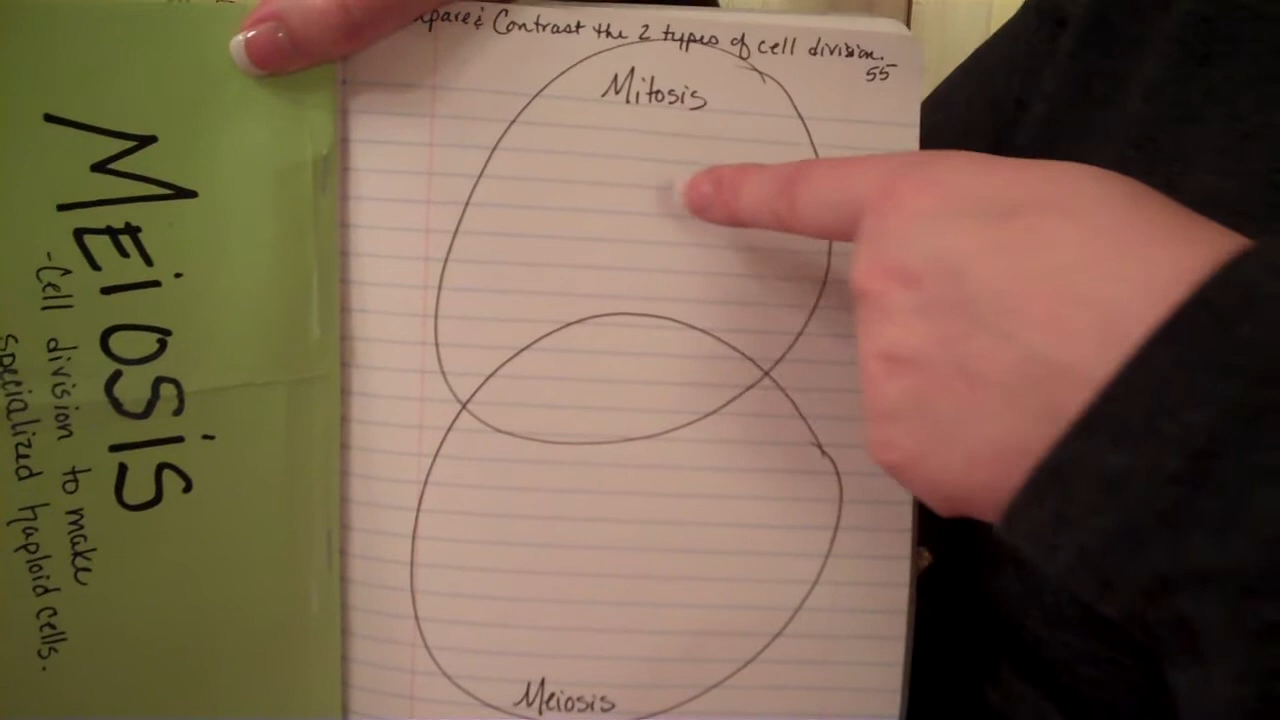 MEiOSiS
-Cell division to make
specialized haploid cells.
& Contrast the 2 types of cell division.
55
Mitosis
Meiosis